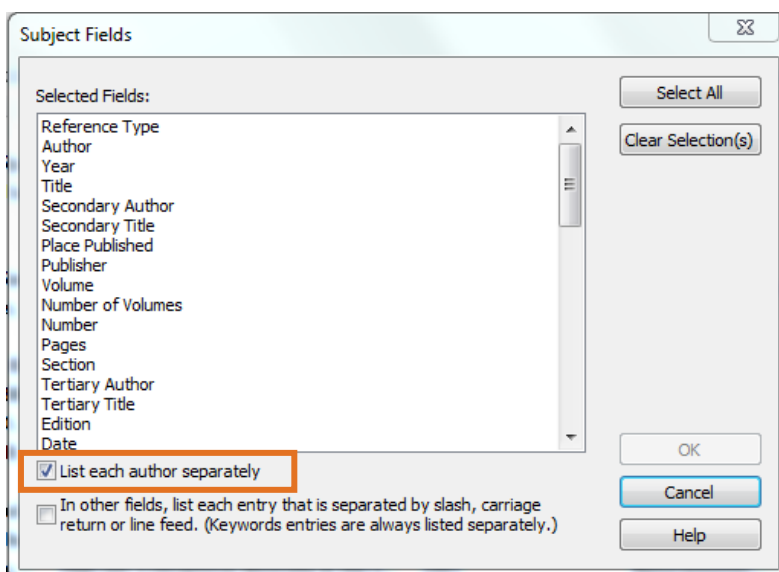 Subject Fields
Selected Fields:
Select All
Clear Selection(s)
Reference Type
Author
Year
Title
Secondary Author
Secondary Title
Place Published
Publisher
Volume
Number of Volumes
Number
Pages
Section
Tertiary Author
Tertiary Title
Edition
Date
List each author separately
In other fields, list each entry that is separated by slash, carriage
return or line feed. (Keywords entries are always listed separately.)
OK
Cancel
Help